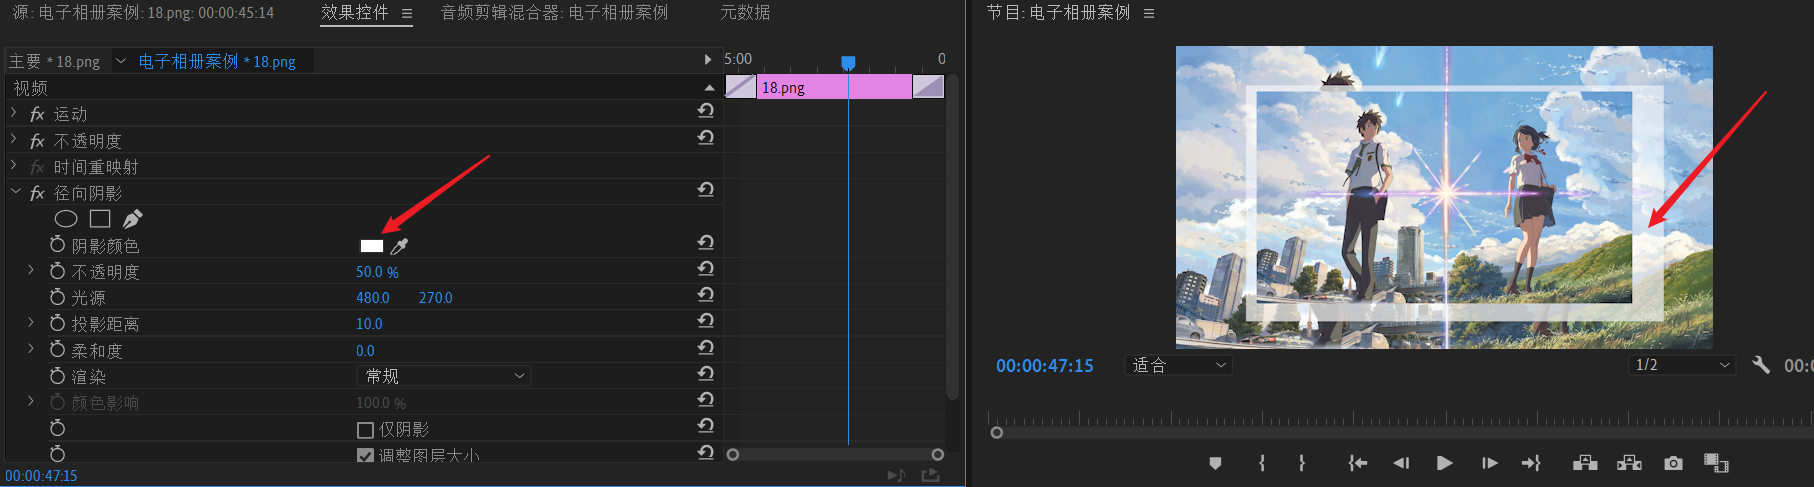 源: 电子相册案例: 18.png: 00:00:45:14
效果控件
音频剪辑混合器: 电子相册案例
元数据
主要 * 18.png
电子相册案例 * 18.png
5:00
0
视频
18.png
fx 运动
fx 不透明度
fx 时间重映射
fx 径向阴影
阴影颜色
不透明度 50.0 %
光源 480.0 270.0
投影距离 10.0
柔和度 0.0
渲染 常规
颜色影响 100.0 %
仅阴影
调整图层大小
00:00:47:15
节目: 电子相册案例
00:00:47:15
适合
1/2
00:0